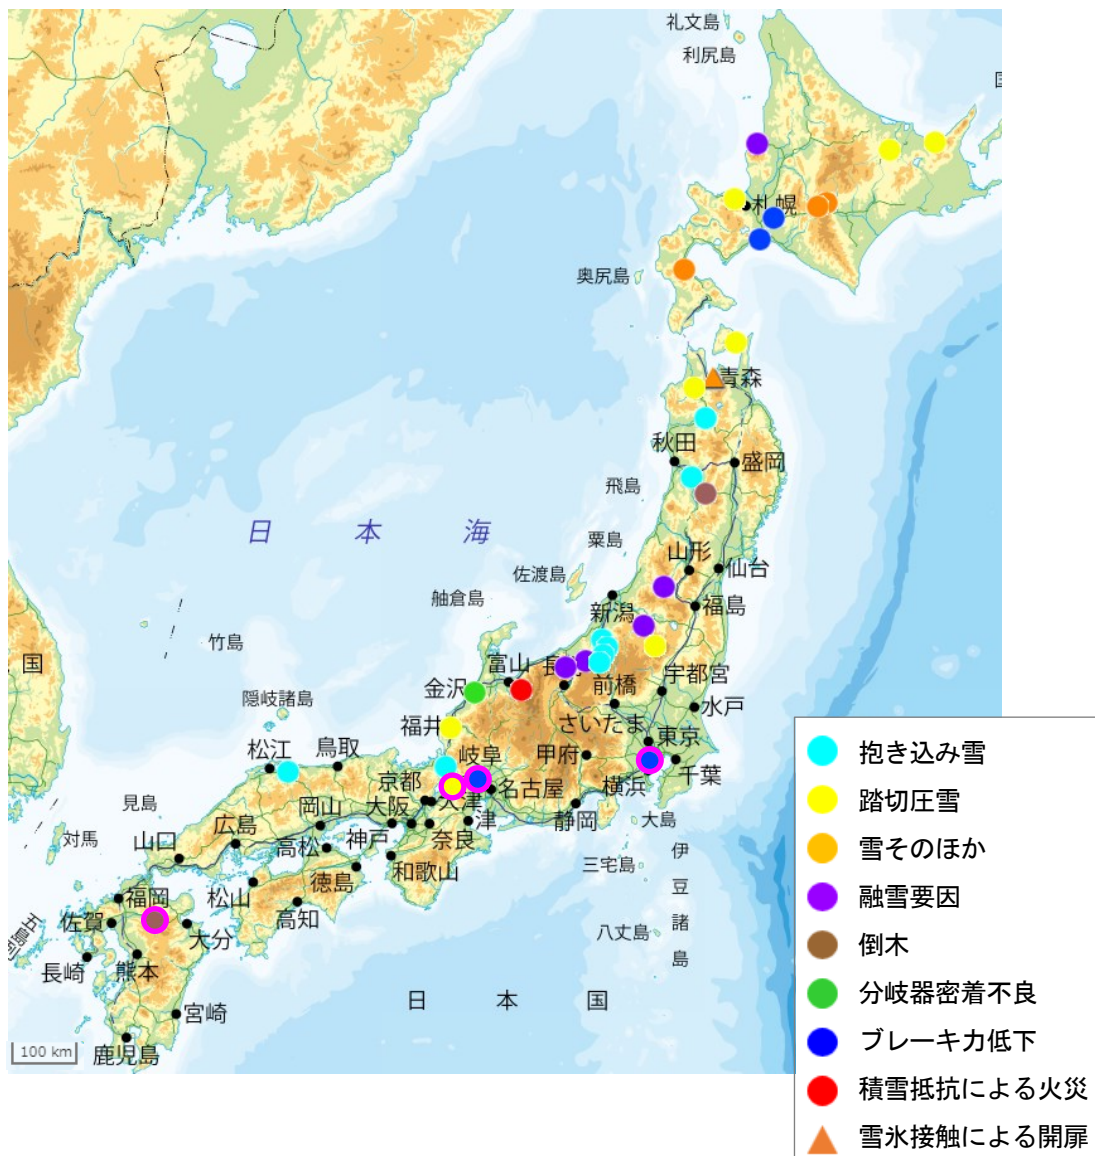 礼文島
利尻島
国
札幌
奥尻島
青森
秋田
盛岡
飛島
日 本 海
粟島
山形
仙台
佐渡島
舳倉島
新潟
福島
竹島
国
富山
長
金沢
前橋
宇都宮
隠岐諸島
水戸
福井
さいたま
東京
松江
鳥取
岐阜
甲府
千葉
京都
名古屋
横浜
見島
岡山
大阪
大津
静岡
大島
対馬
山口
広島
高松
神戸
奈良
津
伊豆諸島
和歌山
三宅島
徳島
福岡
松山
高知
佐賀
大分
八丈島
五島列
長崎
熊本
日 本 国
宮崎
100 km
鹿児島
抱き込み雪
踏切圧雪
雪そのほか
融雪要因
倒木
分岐器密着不良
ブレーキ力低下
積雪抵抗による火災
雪氷接触による開扉